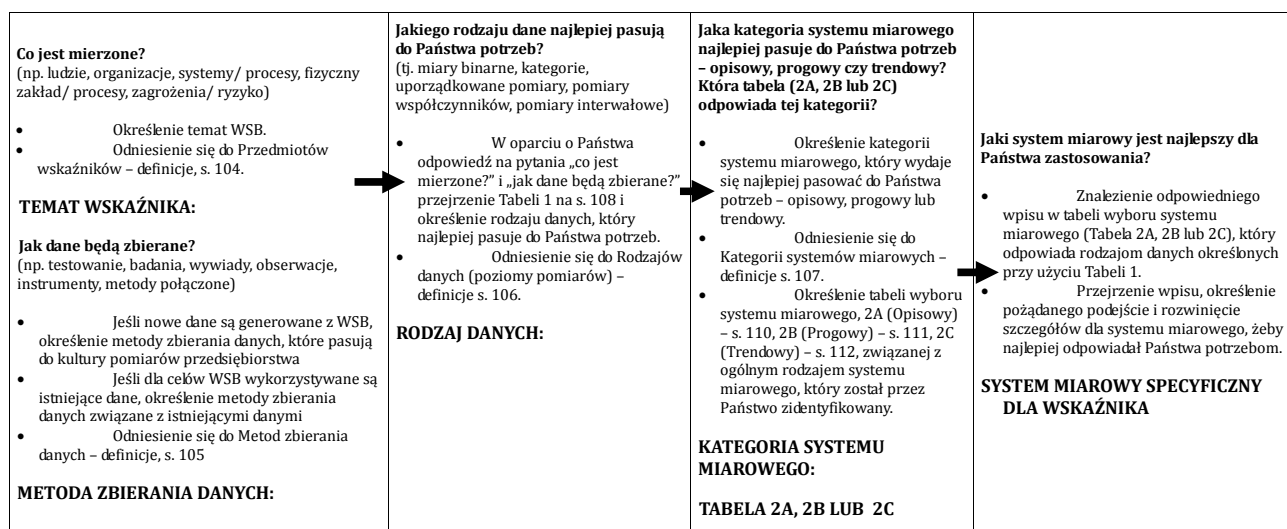 Co jest mierzone?
(np. ludzie, organizacje, systemy/ procesy, fizyczny
zakład/ procesy, zagrożenia/ ryzyko)
• Określenie temat WSB.
• Odniesienie się do Przedmiotów
wskaźników – definicje, s. 104.
TEMAT WSKAŹNIKA:
Jak dane będą zbierane?
(np. testowanie, badania, wywiady, obserwacje,
instrumenty, metody połączone)
• Jeśli nowe dane są generowane z WSB,
określenie metody zbierania danych, które pasują
do kultury pomiarów przedsiębiorstwa
• Jeśli dla celów WSB wykorzystywane są
istniejące dane, określenie metody zbierania
danych związane z istniejącymi danymi
• Odniesienie się do Metod zbierania
danych – definicje, s. 105
METODA ZBIERANIA DANYCH:
Jakiego rodzaju dane najlepiej pasują
do Państwa potrzeb?
(tj. miary binarne, kategorie,
uporządkowane pomiary, pomiary
współczynników, pomiary interwałowe)
• W oparciu o Państwa
odpowiedź na pytania „co jest
mierzone?” i „jak dane będą zbierane?”
przejrzenie Tabeli 1 na s. 108 i
określenie rodzaju danych, który
najlepiej pasuje do Państwa potrzeb.
• Odniesienie się do Rodzajów
danych (poziomy pomiarów) –
definicje s. 106.
RODZAJ DANYCH:
Jaka kategoria systemu miarowego
najlepiej pasuje do Państwa potrzeb
– opisowy, progowy czy trendowy?
Która tabela (2A, 2B lub 2C)
odpowiada tej kategorii?
• Określenie kategorii
systemu miarowego, który wydaje
się najlepiej pasować do Państwa
potrzeb – opisowy, progowy lub
trendowy.
• Odniesienie się do
Kategorii systemów miarowych –
definicje s. 107.
• Określenie tabeli wyboru
systemu miarowego, 2A (Opisowy)
– s. 110, 2B (Progowy) – s. 111, 2C
(Trendowy) – s. 112, związanej z
ogólnym rodzajem systemu
miarowego, który został przez
Państwo zidentyfikowany.
KATEGORIA SYSTEMU
MIAROWEGO:
TABELA 2A, 2B LUB 2C
Jaki system miarowy jest najlepszy dla
Państwa zastosowania?
• Znalezienie odpowiedniego
wpisu w tabeli wyboru systemu
miarowego (Tabela 2A, 2B lub 2C), który
odpowiada rodzajom danych określonych
przy użyciu Tabeli 1.
• Przejrzenie wpisu, określenie
pożądanego podejście i rozwinięcie
szczegółów dla systemu miarowego, żeby
najlepiej odpowiadał Państwa potrzebom.
SYSTEM MIAROWY SPECYFICZNY
DLA WSKAŹNIKA